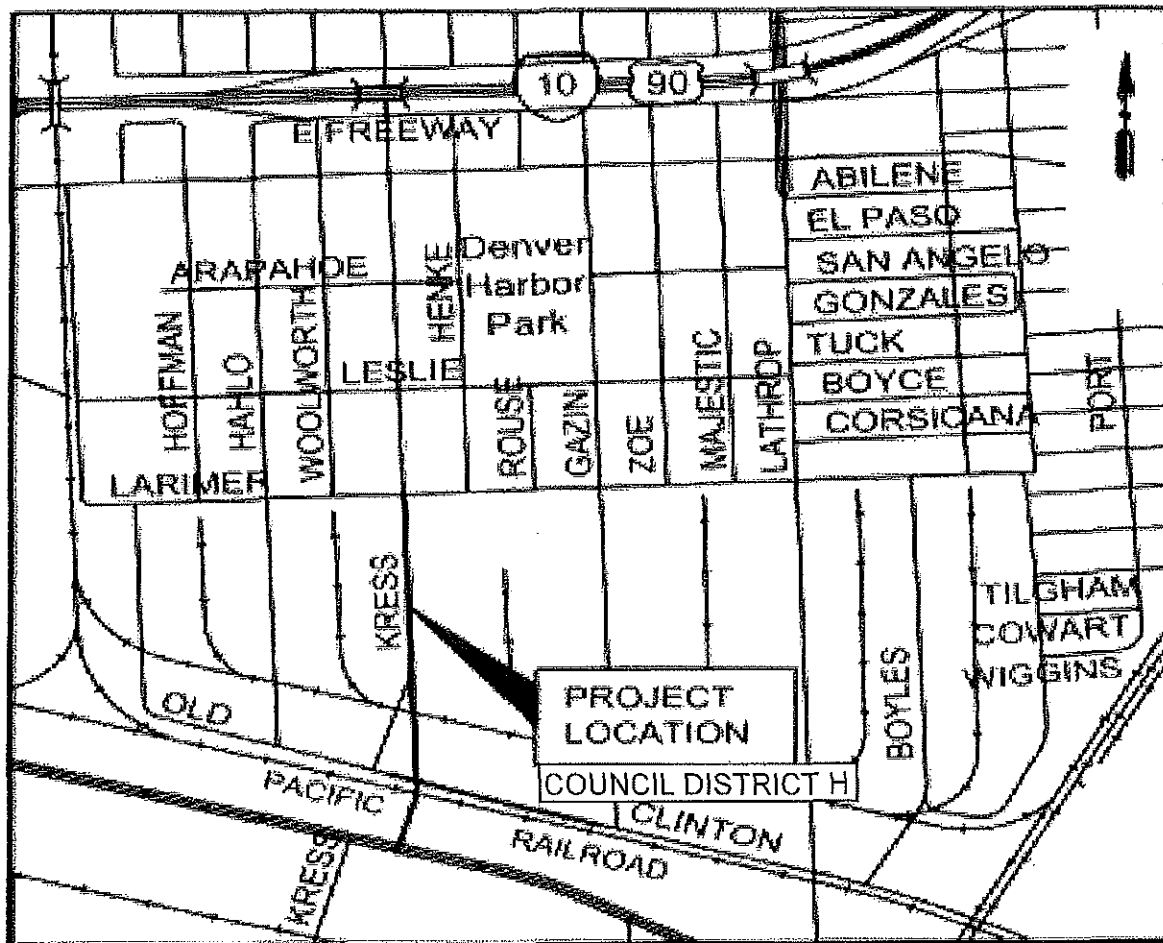 10
90
E FREEWAY
ABILENE
EL PASO
SAN ANGELO
GONZALES
TUCK
BOYCE
CORSICANA
ARAPAHOE
HENKE
Denver
Harbor
Park
HOFFMAN
HAHLO
WOOLWORTH
LESLIE
ROUSE
GAZIN
ZOE
MAJESTIC
LATHROP
PORT
LARIMER
KRESS
TILGHAM
COWART
WIGGINS
PROJECT
LOCATION
COUNCIL DISTRICT H
BOYLES
OLD
CLINTON
PACIFIC
RAILROAD
KRESS